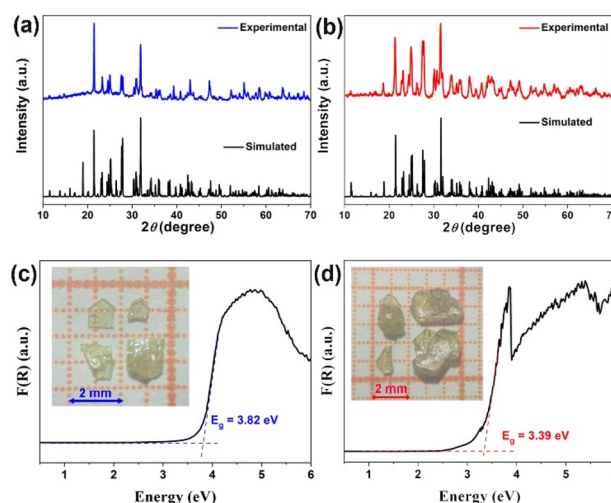 (a)
Experimental
Simulated
Intensity (a.u.)
10 20 30 40 50 60 70
2θ(degree)
(b)
Experimental
Simulated
Intensity (a.u.)
10 20 30 40 50 60 70
2θ(degree)
(c)
2 mm
Eg = 3.82 eV
F(R) (a.u.)
1 2 3 4 5 6
Energy (eV)
(d)
2 mm
Eg = 3.39 eV
F(R) (a.u.)
1 2 3 4 5 6
Energy (eV)